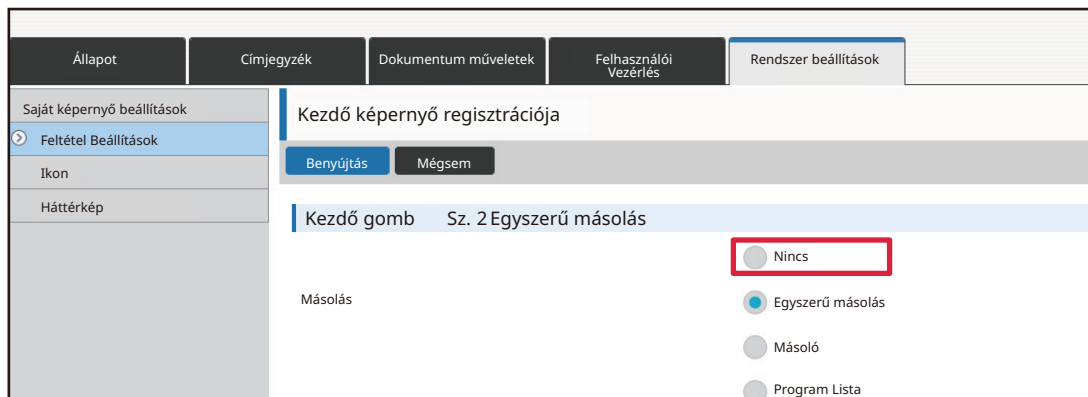 Állapot
Címjegyzék
Dokumentum műveletek
Felhasználói
Vezérlés
Rendszer beállítások
Saját képernyő beállítások
Feltétel Beállítások
Ikon
Háttérkép
Kezdő képernyő regisztrációja
Benyújtás Mégsem
Kezdő gomb Sz. 2 Egyszerű másolás
Nincs
Másolás
Egyszerű másolás
Másoló
Program Lista